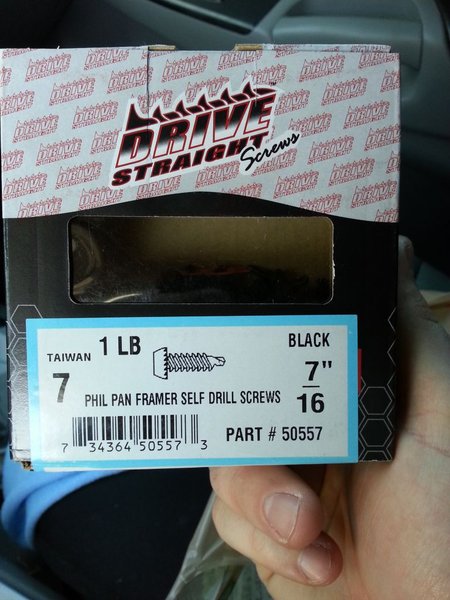 DRIVE
STRAIGHT
Screws
TAIWAN 1 LB BLACK
7 7"
16
PHIL PAN FRAMER SELF DRILL SCREWS
7 34364 50557 3 PART # 50557